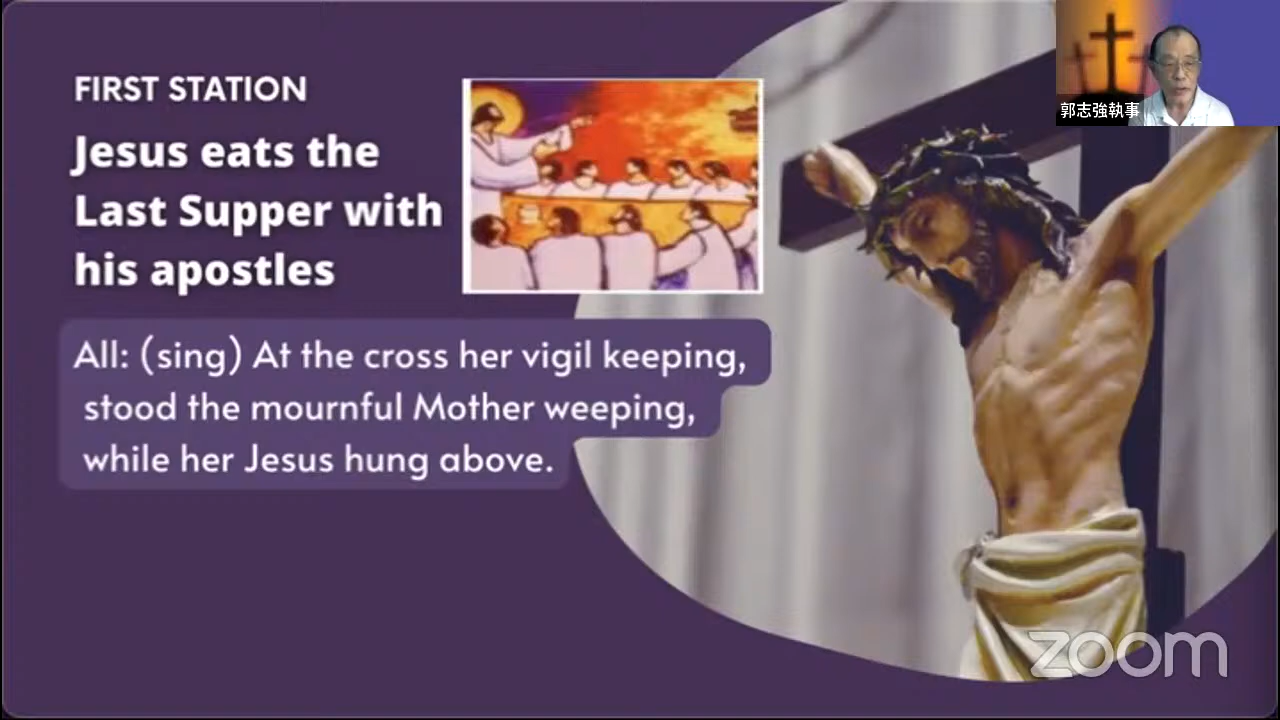 FIRST STATION
Jesus eats the
Last Supper with
his apostles
All: (sing) At the cross her vigil keeping,
stood the mournful Mother weeping,
while her Jesus hung above.
郭志強執事
zoom